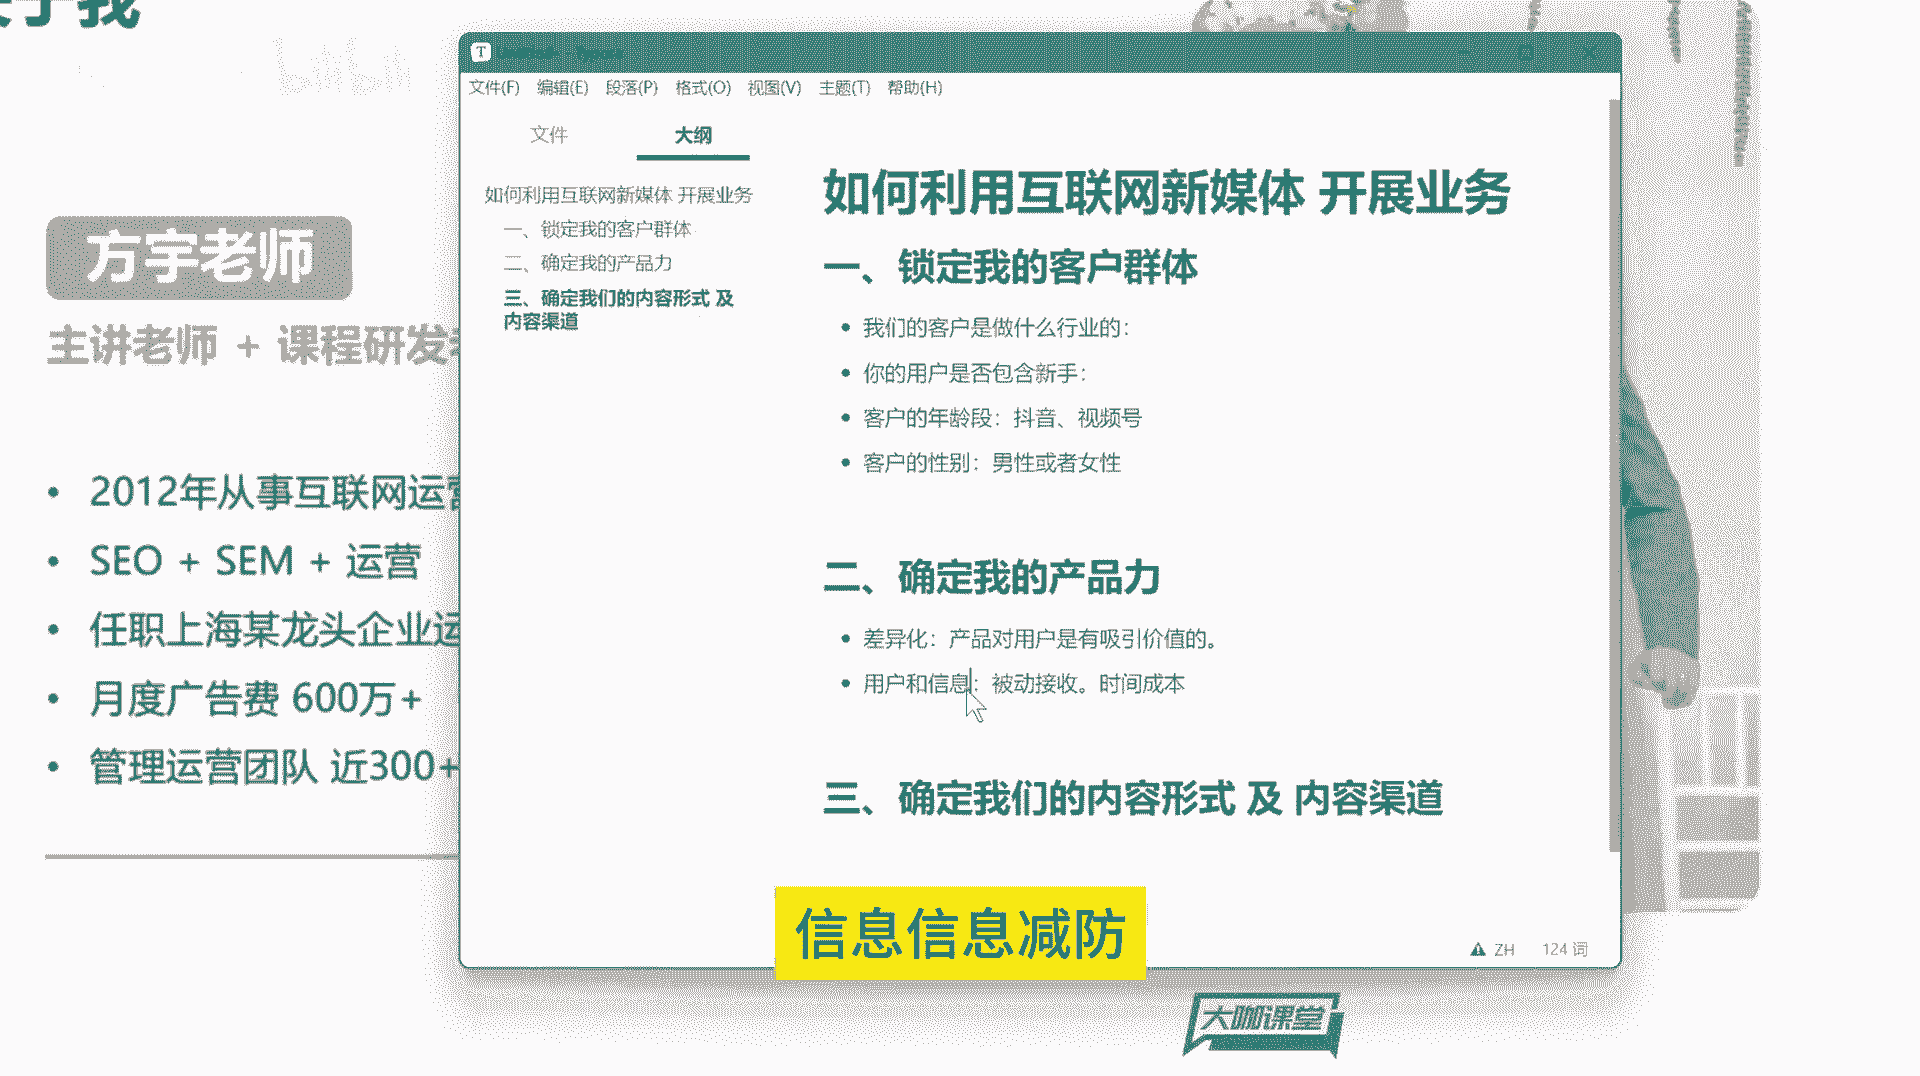 于我
bilibili
方宇老师
主讲老师 + 课程研发
2012年从事互联网运营
SEO + SEM + 运营
任职上海某龙头企业运
月度广告费 600万+
管理运营团队 近300+
文件(F) 编辑(E) 段落(P) 格式(O) 视图(V) 主题(T) 帮助(H)
文件 大纲
如何利用互联网新媒体 开展业务
一、锁定我的客户群体
二、确定我的产品力
三、确定我们的内容形式 及
内容渠道
如何利用互联网新媒体 开展业务
一、锁定我的客户群体
我们的客户是做什么行业的：
你的用户是否包含新手：
客户的年龄段：抖音、视频号
客户的性别：男性或者女性
二、确定我的产品力
差异化：产品对用户是有吸引价值的。
用户和信息：被动接收。时间成本
三、确定我们的内容形式 及 内容渠道
信息信息减防
ZH 124 词
大咖课堂